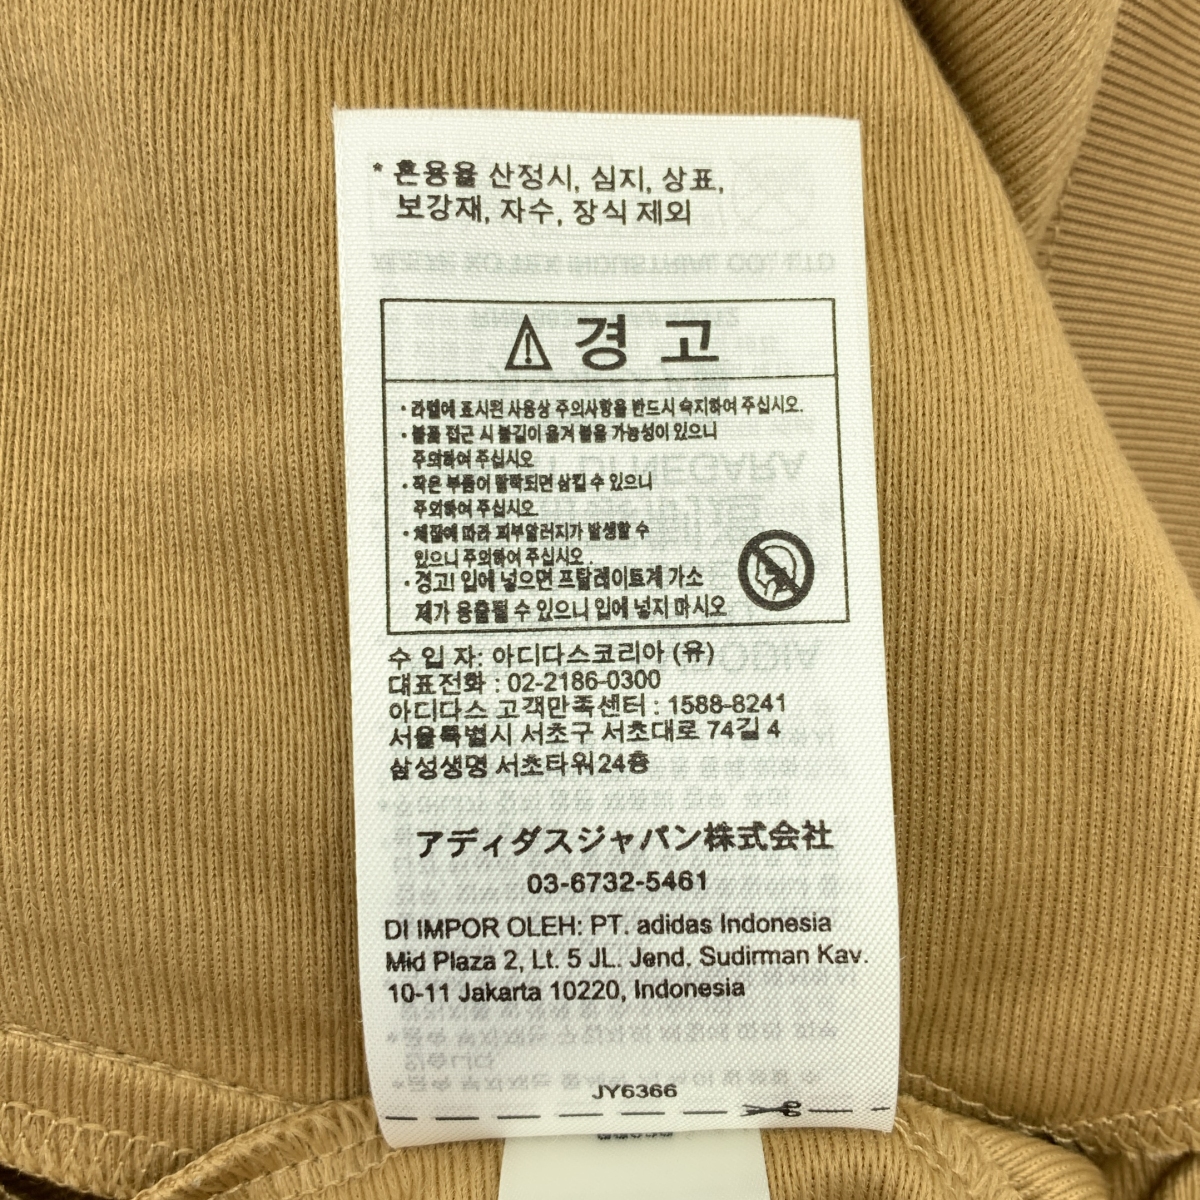 * 혼용율 산정시, 심지, 상표,
보강재, 자수, 장식 제외
경 고
· 라벨에 표시된 사용상 주의사항을 반드시 숙지하여 주십시오.
· 불꽃 접근 시 불길이 옮겨 붙을 가능성이 있으니
주의하여 주십시오
· 작은 부품이 딸깍되면 삼킬 수 있으니
주의하여 주십시오.
· 체질에 따라 피부알러지가 발생할 수
있으니 주의하여 주십시오 .
· 경고! 입에 넣으면 프탈레이트계 가소
제가 용출될 수 있으니 입에 넣지 마시오
수 입 자: 아디다스코리아 (유)
대표전화 : 02-2186-0300
아디다스 고객만족센터 : 1588-8241
서울특별시 서초구 서초대로 74길 4
삼성생명 서초타워24층
アディダスジャパン株式会社
03-6732-5461
DI IMPOR OLEH: PT. adidas Indonesia
Mid Plaza 2, Lt. 5 JL. Jend. Sudirman Kav.
10-11 Jakarta 10220, Indonesia
JY6366